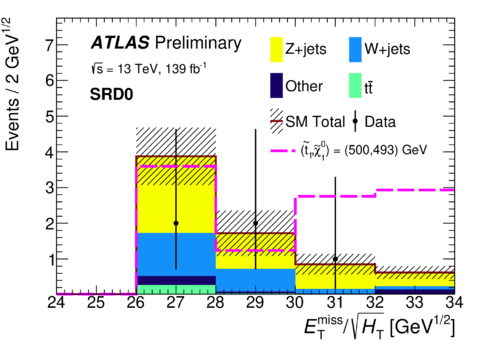 Events / 2 GeV^{1/2}
7
6
5
4
3
2
1
ATLAS Preliminary
√s = 13 TeV, 139 fb⁻¹
SRD0
Z+jets
W+jets
Other
tt̄
SM Total
Data
(t̃₁,χ̃₁⁰) = (500,493) GeV
24 25 26 27 28 29 30 31 32 33 34
E_T^{miss}/√H_T [GeV^{1/2}]